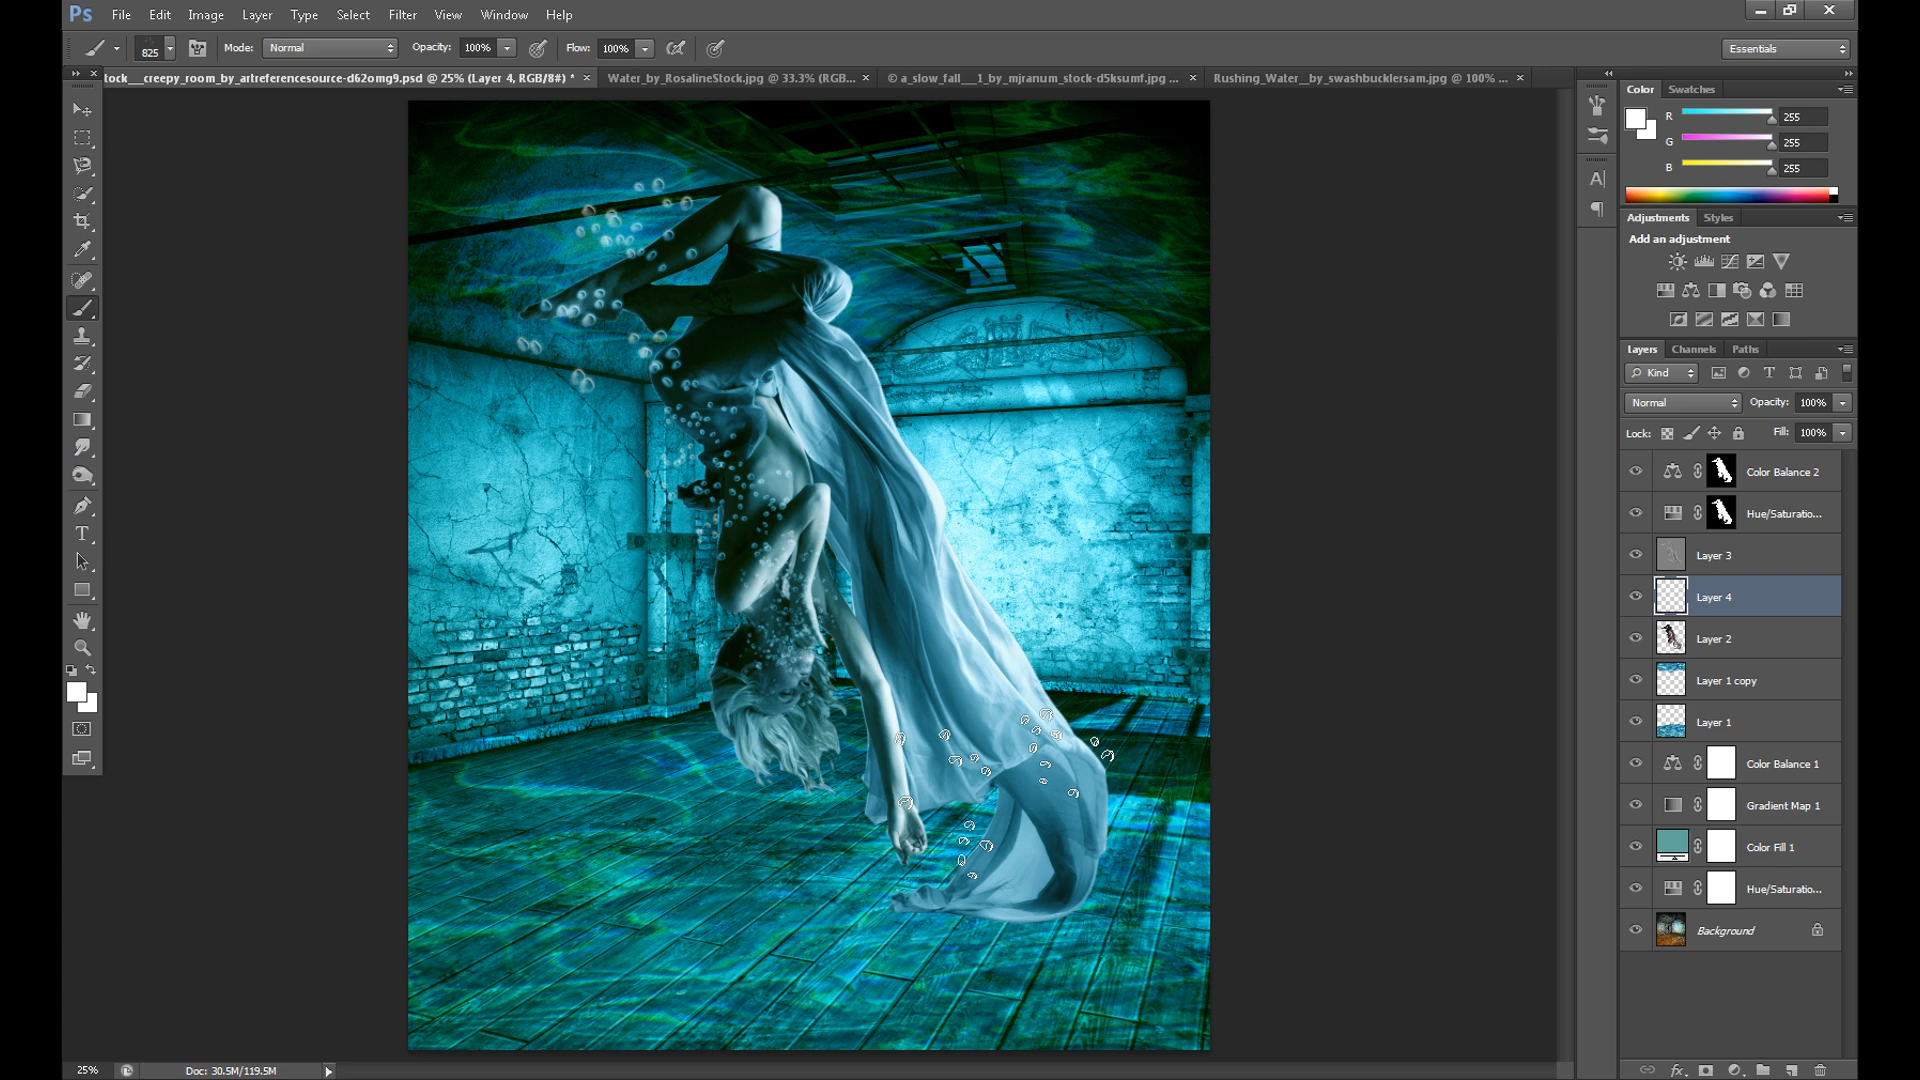 Ps File Edit Image Layer Type Select Filter View Window Help
825 Mode: Normal Opacity: 100% Flow: 100% Essentials
tock___creepy_room_by_artreferencesource-d62omg9.psd @ 25% (Layer 4, RGB/8#) * × Water_by_RosalineStock.jpg @ 33.3% (RGB... × © a_slow_fall___1_by_mjranum_stock-d5ksumf.jpg ... × Rushing_Water__by_swashbucklersam.jpg @ 100% ... ×
Color Swatches
R 255
G 255
B 255
Adjustments Styles
Add an adjustment
Layers Channels Paths
Kind
Normal Opacity: 100%
Lock: Fill: 100%
Color Balance 2
Hue/Saturatio...
Layer 3
Layer 4
Layer 2
Layer 1 copy
Layer 1
Color Balance 1
Gradient Map 1
Color Fill 1
Hue/Saturatio...
Background
25% Doc: 30.5M/119.5M